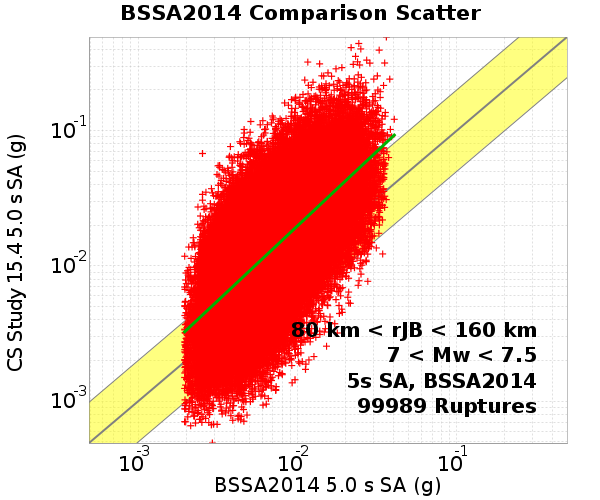 BSSA2014 Comparison Scatter
CS Study 15.4 5.0 s SA (g)
10^-1
10^-2
10^-3
80 km < rJB < 160 km
7 < Mw < 7.5
5s SA, BSSA2014
99989 Ruptures
10^-3 10^-2 10^-1
BSSA2014 5.0 s SA (g)